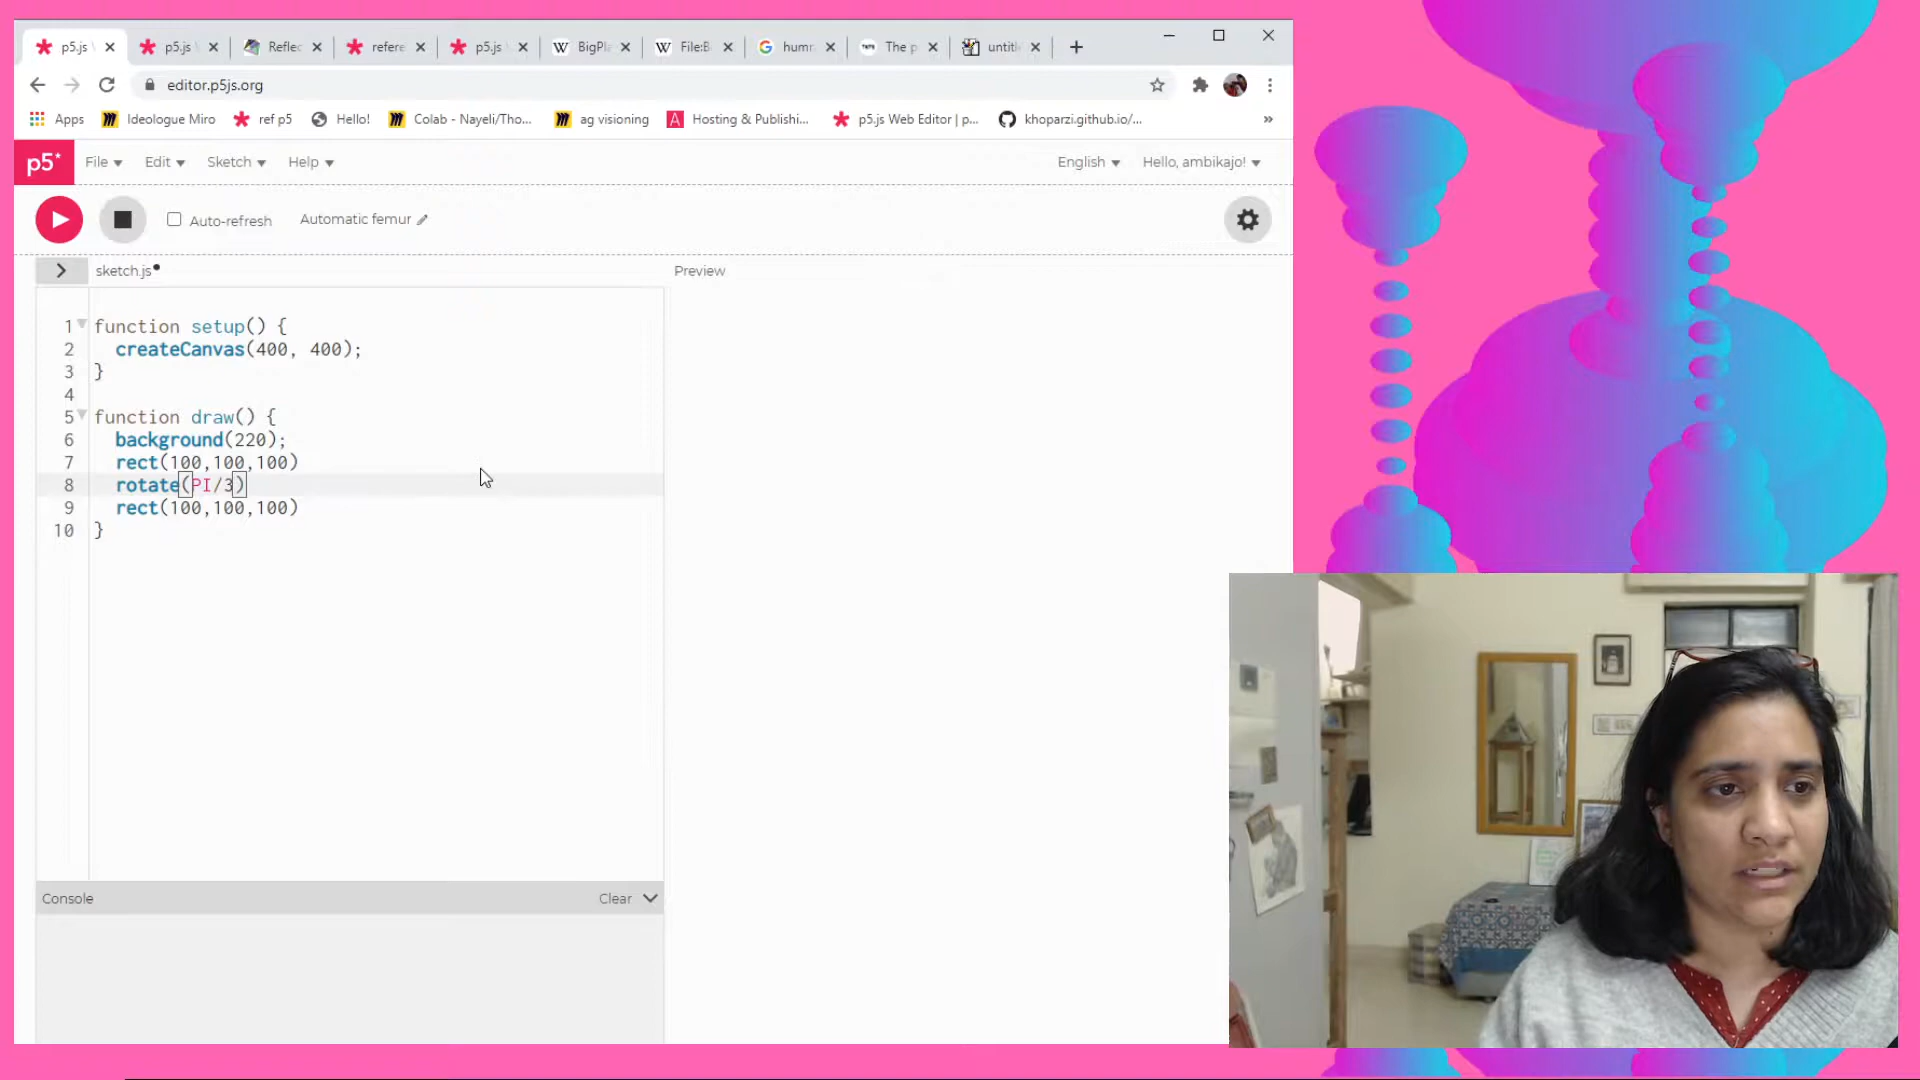 p5.js
p5.js
Reflec
refere
p5.js
BigPla
File:B
The p
untitl
editor.p5js.org
Apps
Ideologue Miro
ref p5
Hello!
Colab - Nayeli/Tho...
ag visioning
Hosting & Publishi...
p5.js Web Editor | p...
khoparzi.github.io/...
»
p5*
File
Edit
Sketch
Help
English
Hello, ambikajo!
Auto-refresh
Automatic femur
sketch.js
Preview
1 function setup() {
2 createCanvas(400, 400);
3 }
4
5 function draw() {
6 background(220);
7 rect(100,100,100)
8 rotate(PI/3)
9 rect(100,100,100)
10 }
Console
Clear